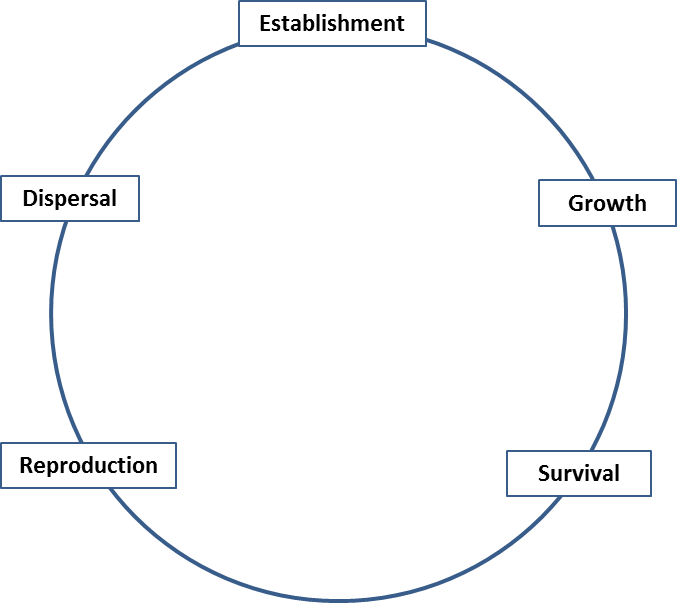 Establishment
Dispersal
Growth
Reproduction
Survival